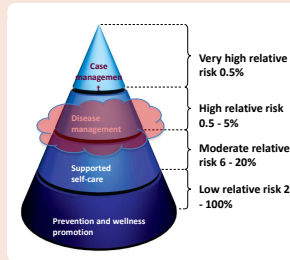 Case
managemen
t
Disease
management
Supported
self-care
Prevention and wellness
promotion
Very high relative
risk 0.5%
High relative risk
0.5 - 5%
Moderate relative
risk 6 - 20%
Low relative risk 2
- 100%